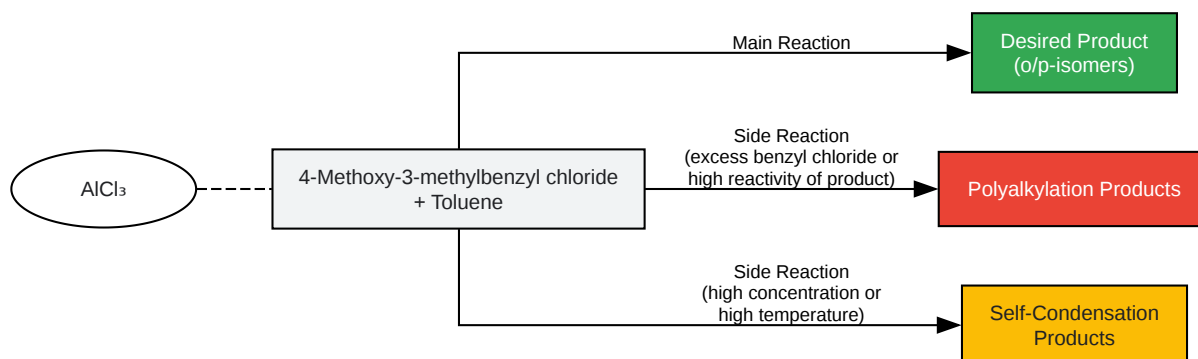 Main Reaction
Desired Product
(o/p-isomers)
AlCl₃
4-Methoxy-3-methylbenzyl chloride
+ Toluene
Side Reaction
(excess benzyl chloride or
high reactivity of product)
Polyalkylation Products
Side Reaction
(high concentration or
high temperature)
Self-Condensation
Products